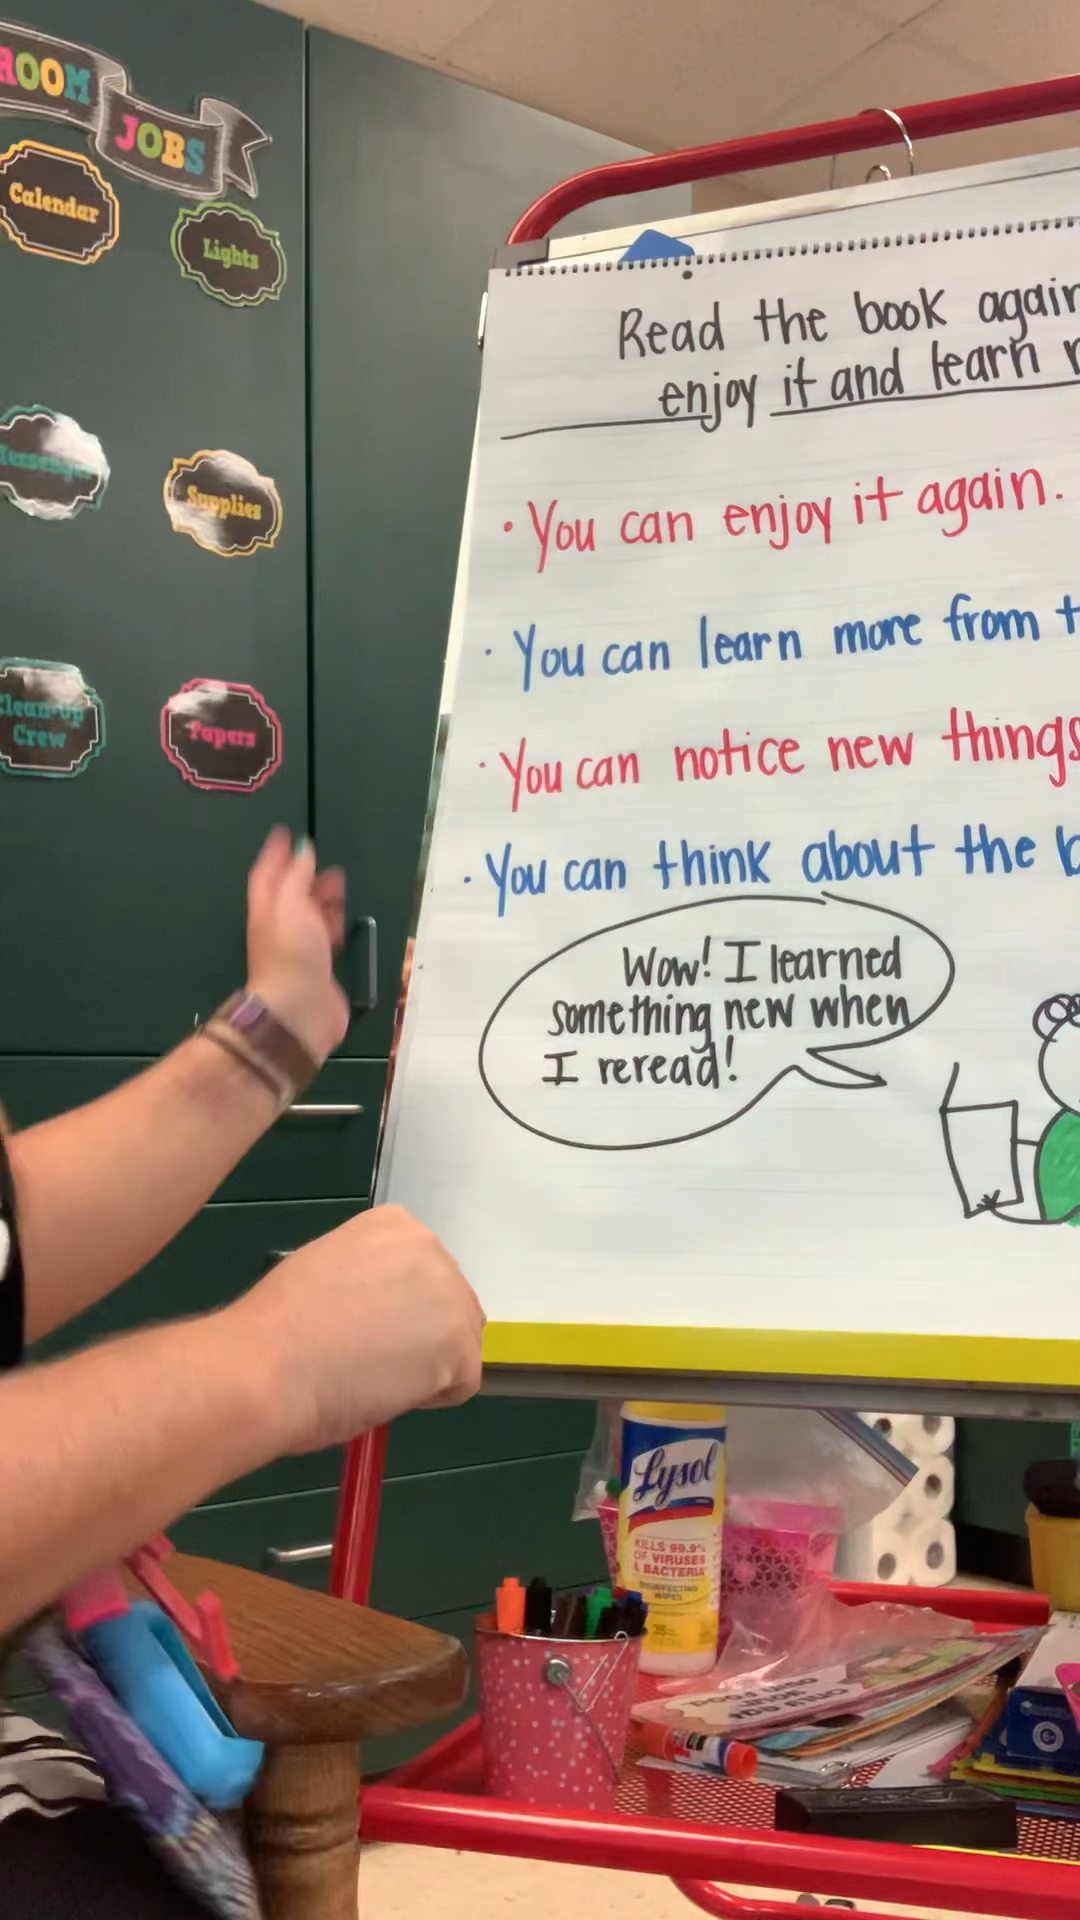 ROOM
JOBS
Calendar
Lights
Messenger
Supplies
Clean-Up
Crew
Papers
Read the book again
enjoy it and learn
• You can enjoy it again.
• You can learn more from
• You can notice new things
• You can think about the
Wow! I learned
something new when
I reread!
Lysol
KILLS 99.9%
OF VIRUSES
& BACTERIA
DISINFECTING
WIPES
35